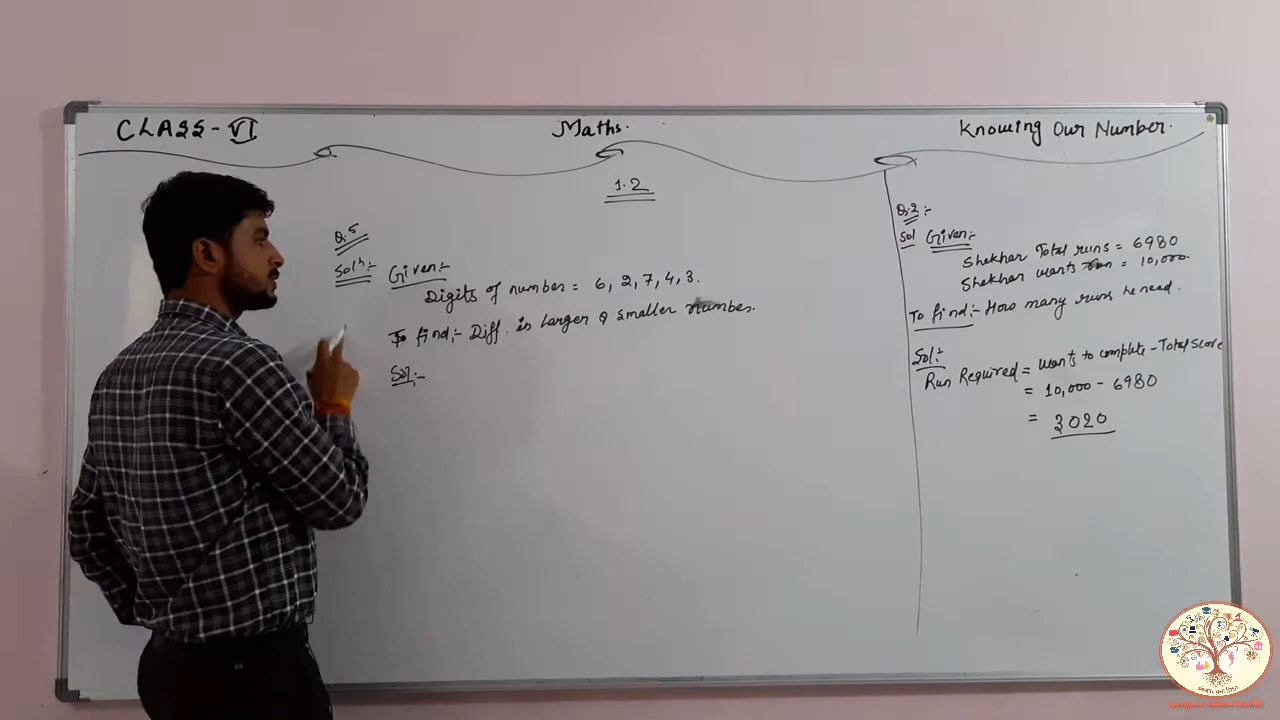 CLASS-VI
Maths.
Knowing Our Number.
1.2
Q.5
Solⁿ:-
Given:-
Digits of number = 6, 2, 7, 4, 3.
To find:- Diff. is Larger & smaller number.
Sol:-
Q.2:-
Sol Given:-
Shekhar Total runs = 6980
Shekhar wants run = 10,000
To find:- How many runs he need.
Sol:-
Run Required = wants to complete - Total Score
= 10,000 - 6980
= 3020